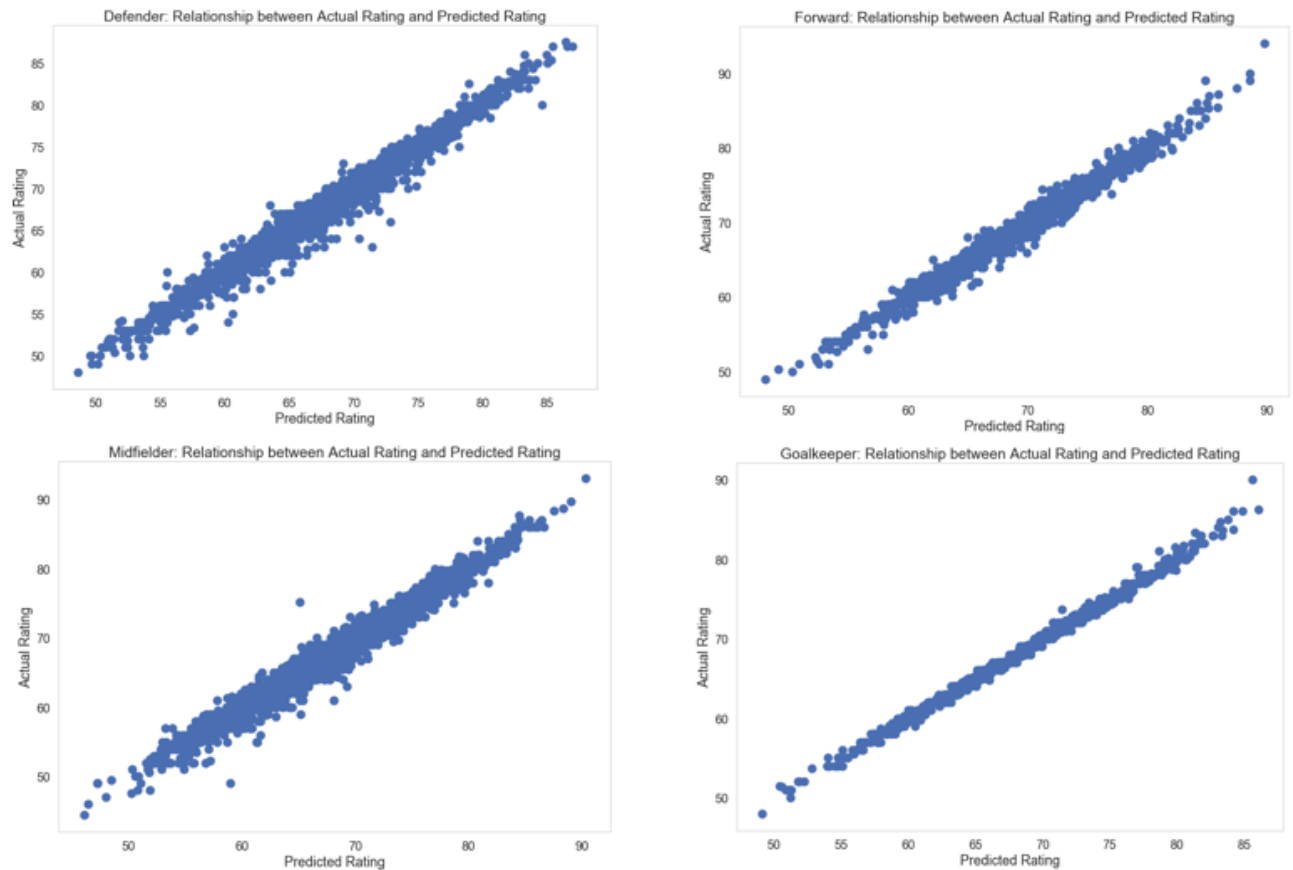 Defender: Relationship between Actual Rating and Predicted Rating
85
80
75
70
65
60
55
50
Actual Rating
50 55 60 65 70 75 80 85
Predicted Rating
Forward: Relationship between Actual Rating and Predicted Rating
90
80
70
60
50
Actual Rating
50 60 70 80 90
Predicted Rating
Midfielder: Relationship between Actual Rating and Predicted Rating
90
80
70
60
50
Actual Rating
50 60 70 80 90
Predicted Rating
Goalkeeper: Relationship between Actual Rating and Predicted Rating
90
80
70
60
50
Actual Rating
50 55 60 65 70 75 80 85
Predicted Rating